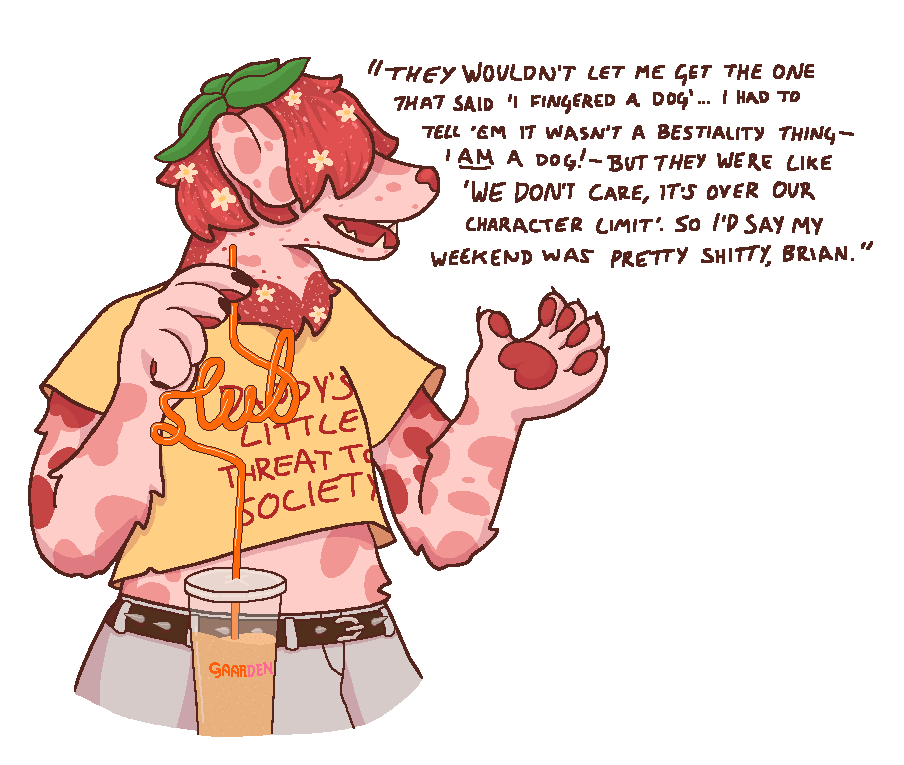 "THEY WOULDN'T LET ME GET THE ONE
THAT SAID 'I FINGERED A DOG'... I HAD TO
TELL 'EM IT WASN'T A BESTIALITY THING—
I AM A DOG!—BUT THEY WERE LIKE
'WE DON'T CARE, IT'S OVER OUR
CHARACTER LIMIT'. SO I'D SAY MY
WEEKEND WAS PRETTY SHITTY, BRIAN."
Slut
DADDY'S
LITTLE
THREAT TO
SOCIETY
GAARDEN